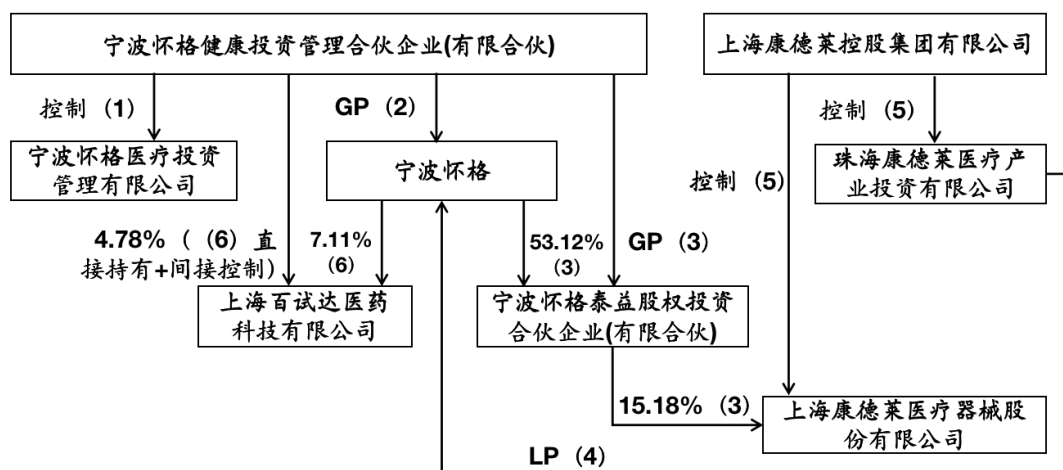 宁波怀格健康投资管理合伙企业(有限合伙)
上海康德莱控股集团有限公司
控制（1）
GP（2）
控制（5）
宁波怀格医疗投资
管理有限公司
宁波怀格
控制（5）
珠海康德莱医疗产
业投资有限公司
4.78%（（6）直
接持有+间接控制）
7.11%
（6）
53.12%
（3）
GP（3）
上海百试达医药
科技有限公司
宁波怀格泰益股权投资
合伙企业(有限合伙)
15.18%（3）
上海康德莱医疗器械股
份有限公司
LP（4）